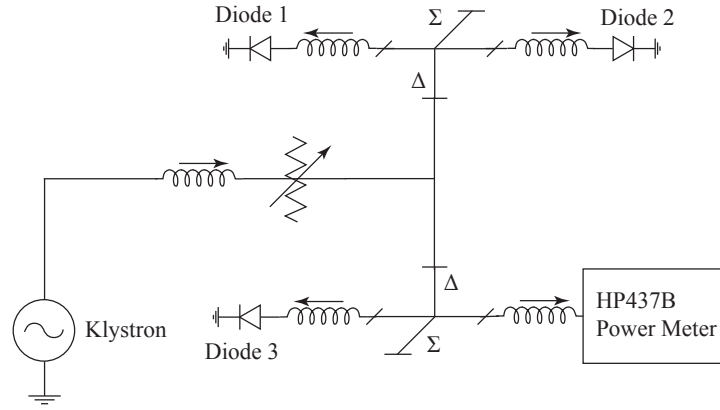 Diode 1
Σ
Diode 2
Δ
Δ
Klystron
Diode 3
Σ
HP437B
Power Meter